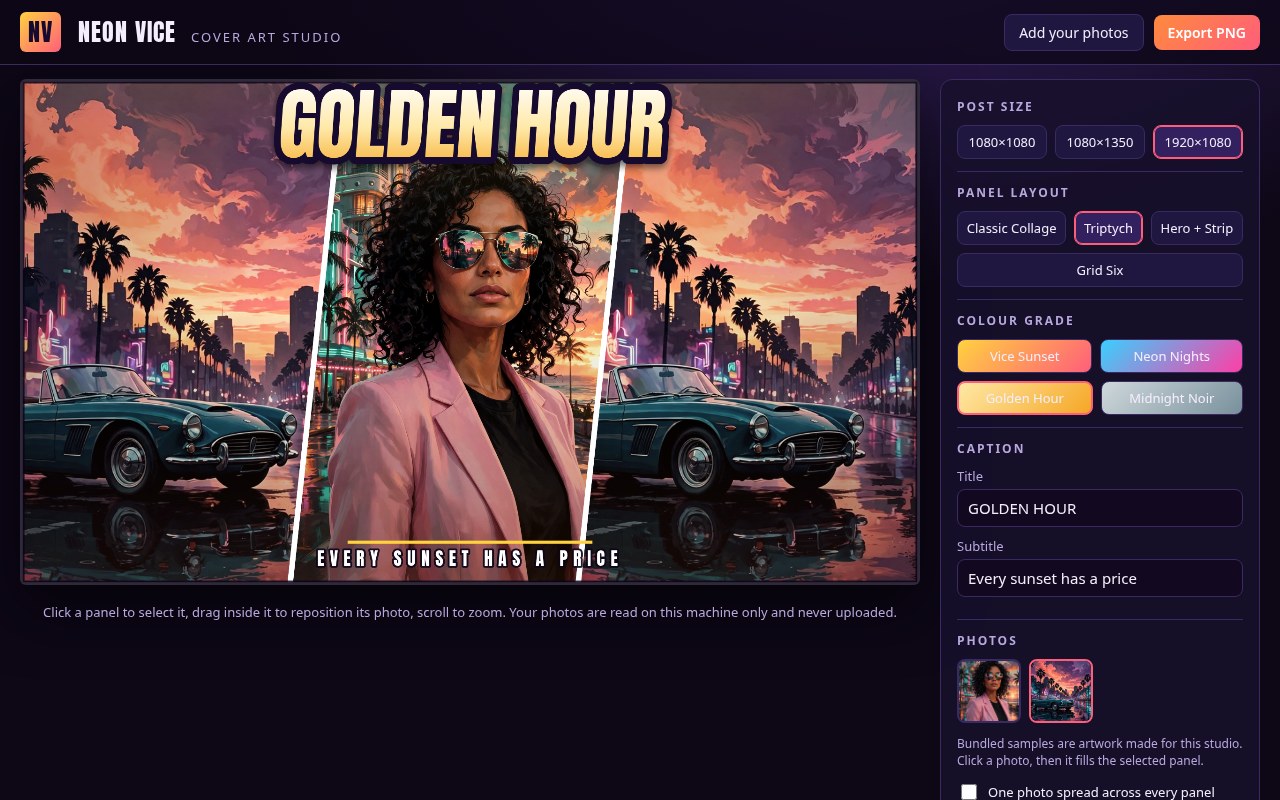 NV NEON VICE COVER ART STUDIO Add your photos Export PNG
GOLDEN HOUR
EVERY SUNSET HAS A PRICE
Click a panel to select it, drag inside it to reposition its photo, scroll to zoom. Your photos are read on this machine only and never uploaded.
POST SIZE
1080×1080 1080×1350 1920×1080
PANEL LAYOUT
Classic Collage Triptych Hero + Strip
Grid Six
COLOUR GRADE
Vice Sunset Neon Nights
Golden Hour Midnight Noir
CAPTION
Title
GOLDEN HOUR
Subtitle
Every sunset has a price
PHOTOS
Bundled samples are artwork made for this studio.
Click a photo, then it fills the selected panel.
One photo spread across every panel